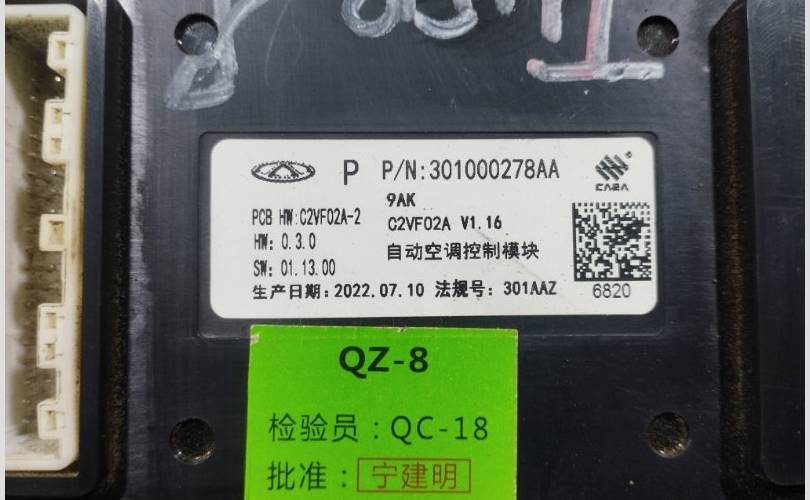 P P/N:301000278AA
9AK
CARA
PCB HW:C2VF02A-2
C2VF02A V1.16
HW: 0.3.0
自动空调控制模块
SW: 01.13.00
生产日期:2022.07.10 法规号: 301AAZ
6820
QZ-8
检验员:QC-18
批准:宁建明